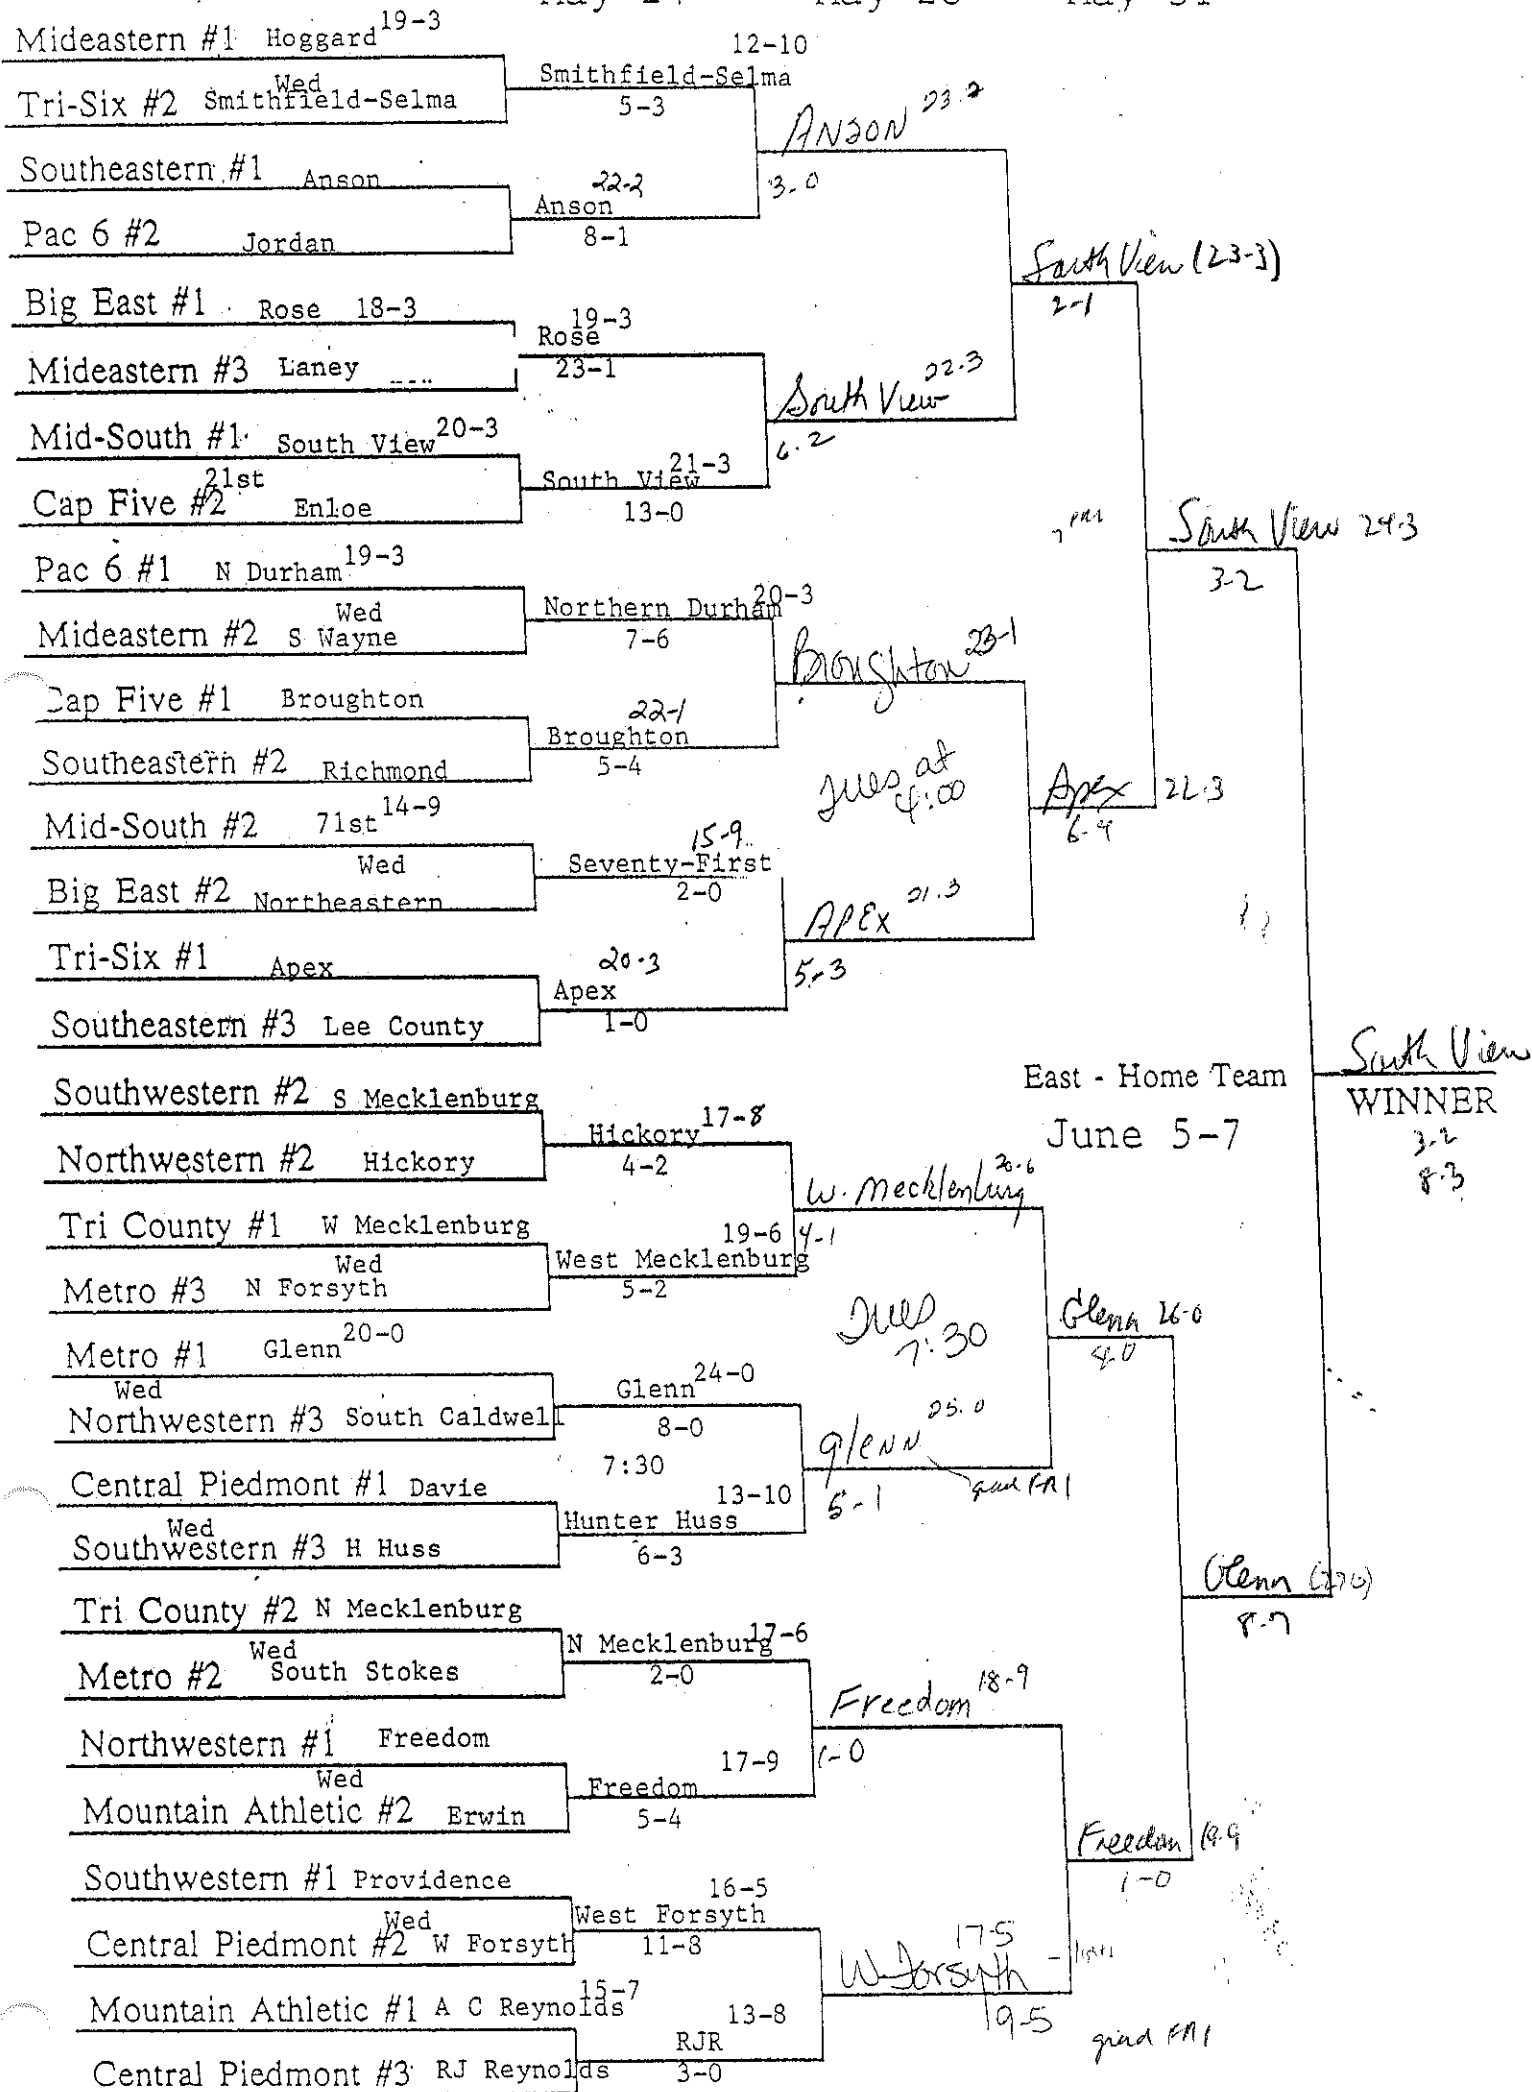 Mideastern #1 Hoggard 19-3
12-10
Wed
Smithfield-Selma
Tri-Six #2 Smithfield-Selma
5-3
ANSON 23-2
Southeastern #1 Anson
22-2
3-0
Anson
Pac 6 #2 Jordan
8-1
South View (23-3)
2-1
Big East #1 Rose 18-3
19-3
Rose
Mideastern #3 Laney
23-1
South View 22-3
6-2
Mid-South #1 South View 20-3
21-3
21st
South View
Cap Five #2 Enloe
13-0
7 PM
South View 24-3
3-2
Pac 6 #1 N Durham 19-3
Wed
Northern Durham 20-3
Mideastern #2 S Wayne
7-6
Broughton 23-1
Cap Five #1 Broughton
22-1
Broughton
Southeastern #2 Richmond
5-4
Tues at
4:00
Apex 22-3
6-4
Mid-South #2 71st 14-9
15-9
Wed
Seventy-First
Big East #2 Northeastern
2-0
APEX 21-3
5-3
Tri-Six #1 Apex
20-3
Apex
Southeastern #3 Lee County
1-0
South View
East - Home Team
WINNER
June 5-7
3-2
8-3
Southwestern #2 S Mecklenburg
Hickory 17-8
Northwestern #2 Hickory
4-2
W. Mecklenburg 20-6
4-1
Tri County #1 W Mecklenburg
19-6
Wed
West Mecklenburg
Metro #3 N Forsyth
5-2
Tues
7:30
Glenn 26-0
4-0
Metro #1 Glenn 20-0
Wed
Glenn 24-0
Northwestern #3 South Caldwell
8-0
glenn 25-0
7:30
grad FRI
5-1
Central Piedmont #1 Davie
13-10
Wed
Hunter Huss
Southwestern #3 H Huss
6-3
Glenn (27-0)
8-7
Tri County #2 N Mecklenburg
Wed
N Mecklenburg 17-6
Metro #2 South Stokes
2-0
Freedom 18-9
1-0
Northwestern #1 Freedom
17-9
Wed
Freedom
Mountain Athletic #2 Erwin
5-4
Freedom 19-9
1-0
Southwestern #1 Providence
16-5
Wed
West Forsyth
Central Piedmont #2 W Forsyth
11-8
17-5
W. Forsyth
- lights
19-5
grad FRI
Mountain Athletic #1 A C Reynolds 15-7
13-8
RJR
Central Piedmont #3 RJ Reynolds
3-0